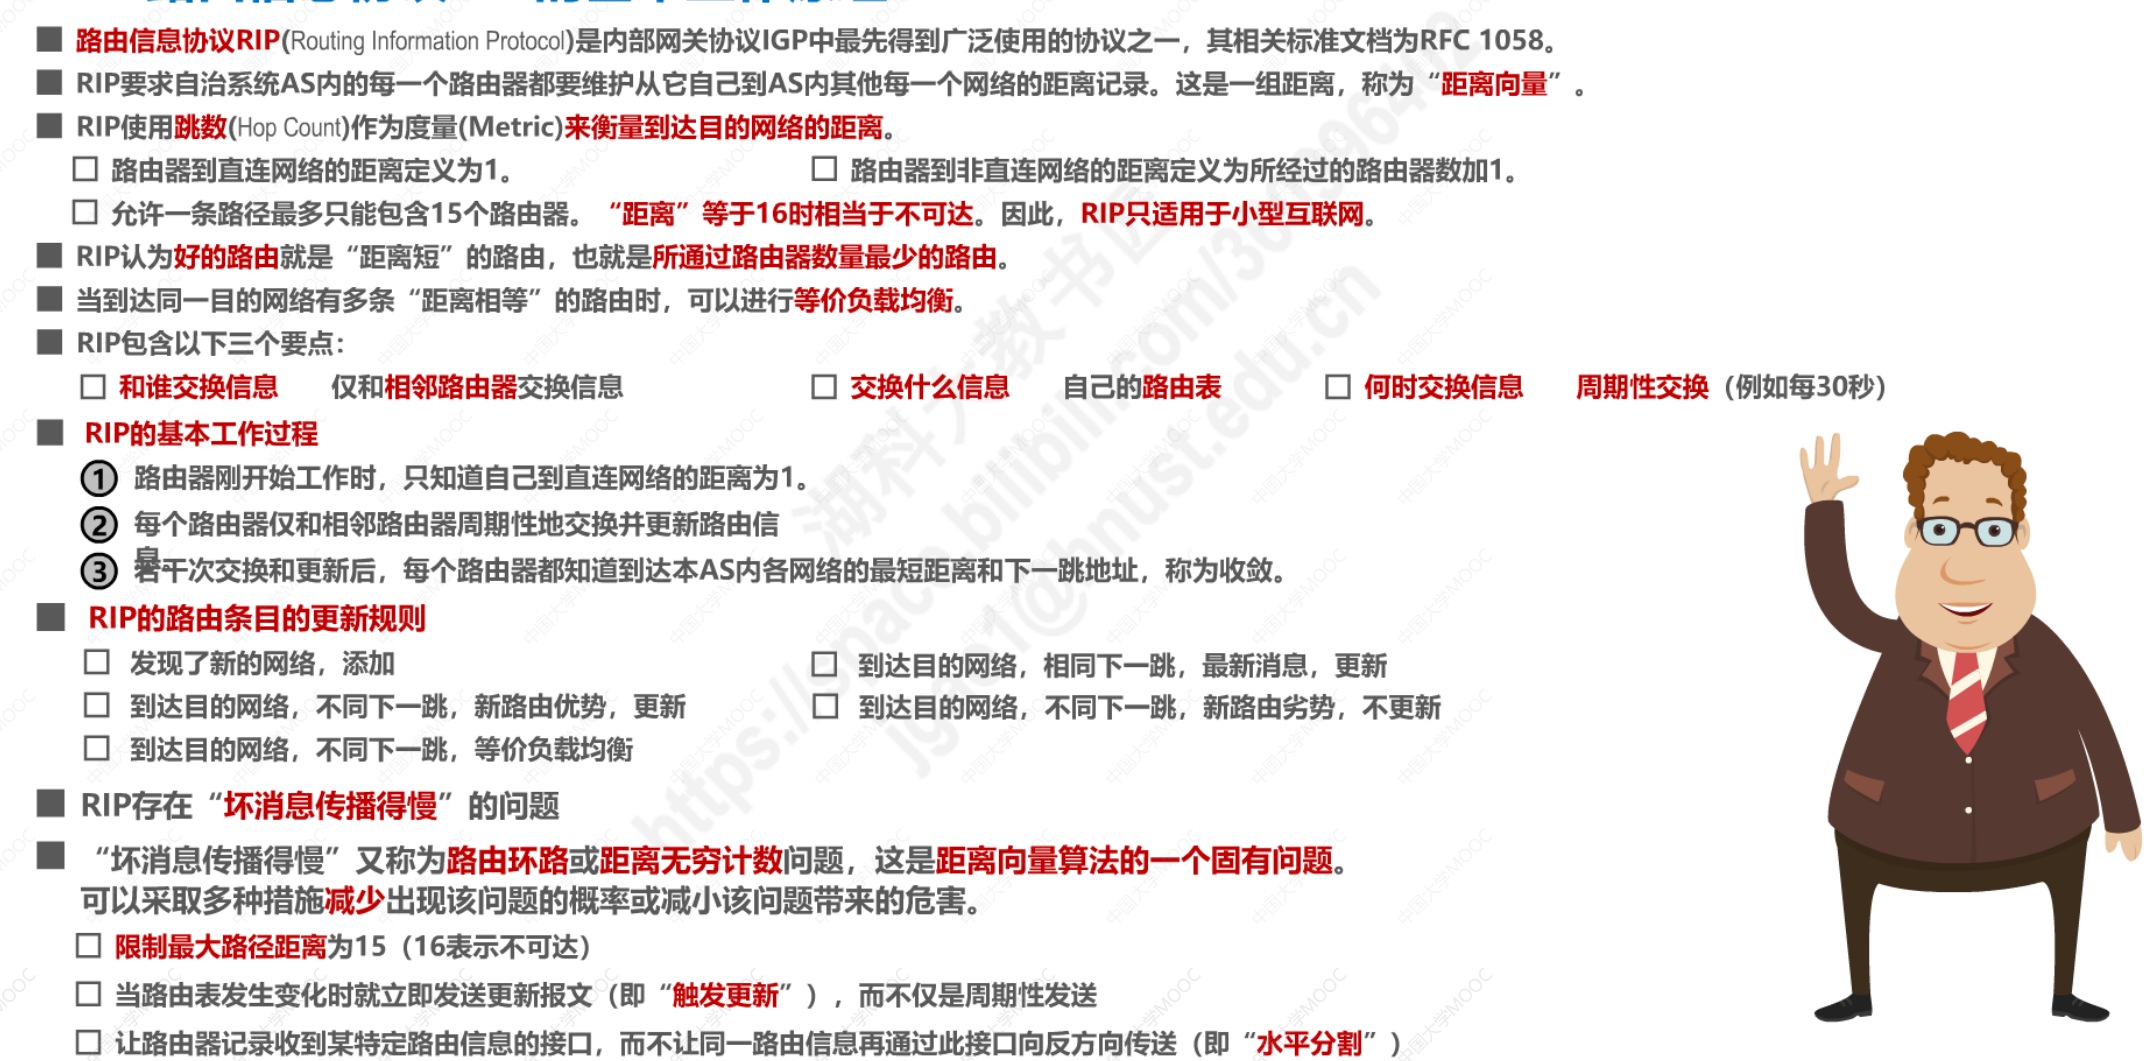 ■ 路由信息协议RIP(Routing Information Protocol)是内部网关协议IGP中最先得到广泛使用的协议之一，其相关标准文档为RFC 1058。
■ RIP要求自治系统AS内的每一个路由器都要维护从它自己到AS内其他每一个网络的距离记录。这是一组距离，称为“距离向量”。
■ RIP使用跳数(Hop Count)作为度量(Metric)来衡量到达目的网络的距离。
□ 路由器到直连网络的距离定义为1。 □ 路由器到非直连网络的距离定义为所经过的路由器数加1。
□ 允许一条路径最多只能包含15个路由器。“距离”等于16时相当于不可达。因此，RIP只适用于小型互联网。
■ RIP认为好的路由就是“距离短”的路由，也就是所通过路由器数量最少的路由。
■ 当到达同一目的网络有多条“距离相等”的路由时，可以进行等价负载均衡。
■ RIP包含以下三个要点：
□ 和谁交换信息 仅和相邻路由器交换信息 □ 交换什么信息 自己的路由表 □ 何时交换信息 周期性交换（例如每30秒）
■ RIP的基本工作过程
① 路由器刚开始工作时，只知道自己到直连网络的距离为1。
② 每个路由器仅和相邻路由器周期性地交换并更新路由信
息。
③ 若干次交换和更新后，每个路由器都知道到达本AS内各网络的最短距离和下一跳地址，称为收敛。
■ RIP的路由条目的更新规则
□ 发现了新的网络，添加 □ 到达目的网络，相同下一跳，最新消息，更新
□ 到达目的网络，不同下一跳，新路由优势，更新 □ 到达目的网络，不同下一跳，新路由劣势，不更新
□ 到达目的网络，不同下一跳，等价负载均衡
■ RIP存在“坏消息传播得慢”的问题
■ “坏消息传播得慢”又称为路由环路或距离无穷计数问题，这是距离向量算法的一个固有问题。
可以采取多种措施减少出现该问题的概率或减小该问题带来的危害。
□ 限制最大路径距离为15（16表示不可达）
□ 当路由表发生变化时就立即发送更新报文（即“触发更新”），而不仅是周期性发送
□ 让路由器记录收到某特定路由信息的接口，而不让同一路由信息再通过此接口向反方向传送（即“水平分割”）